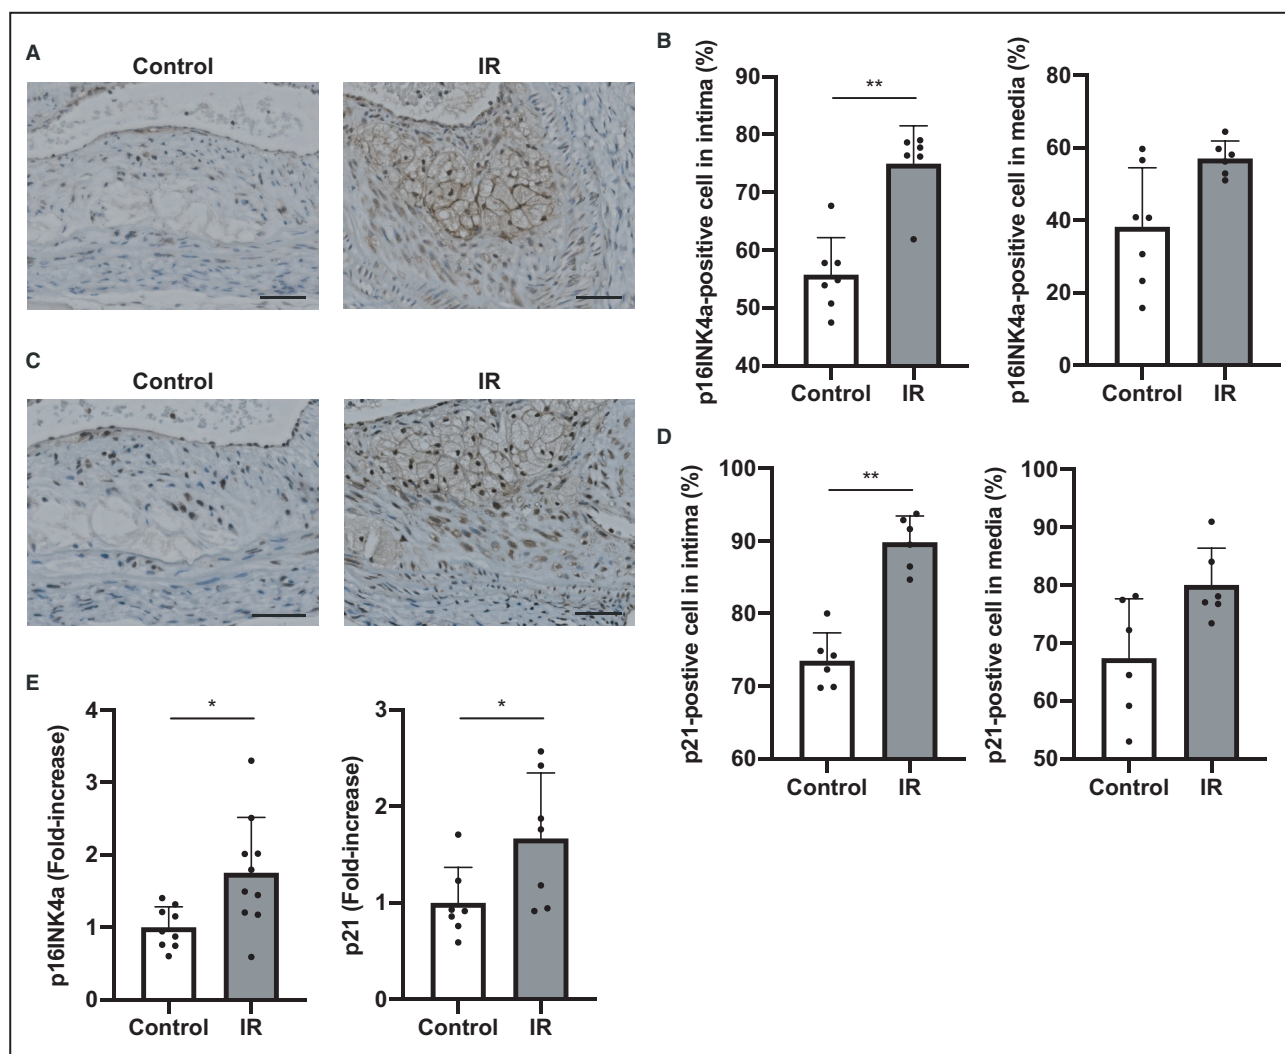 A
Control
IR
B
p16INK4a-positive cell in intima (%)
90
80
70
60
50
40
**
Control
IR
p16INK4a-positive cell in media (%)
80
60
40
20
0
Control
IR
C
Control
IR
D
p21-postive cell in intima (%)
100
90
80
70
60
**
Control
IR
p21-postive cell in media (%)
100
90
80
70
60
50
Control
IR
E
p16INK4a (Fold-increase)
4
3
2
1
0
*
Control
IR
p21 (Fold-increase)
3
2
1
0
*
Control
IR